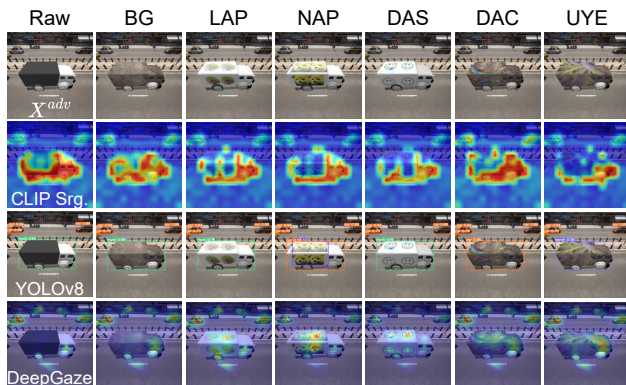 Raw BG LAP NAP DAS DAC UYE
X^{adv}
CLIP Srg.
YOLOv8
DeepGaze